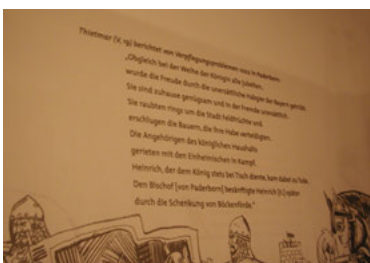 Thietmar (V, 19) berichtet von Verpflegungsproblemen 1002 in Paderborn:
„Obgleich bei der Weihe der Königin alle jubelten,
wurde die Freude durch die unersättliche Habgier der Bayern getrübt.
Sie sind zuhause genügsam und in der Fremde unersättlich.
Sie raubten rings um die Stadt Feldfrüchte und
erschlugen die Bauern, die ihre Habe verteidigten.
Die Angehörigen des königlichen Haushalts
gerieten mit den Einheimischen in Kampf.
Heinrich, der dem König stets bei Tisch diente, kam dabei zu Tode.
Den Bischof [von Paderborn] beskräftigte Heinrich [II.] später
durch die Schenkung von Böckenförde.“